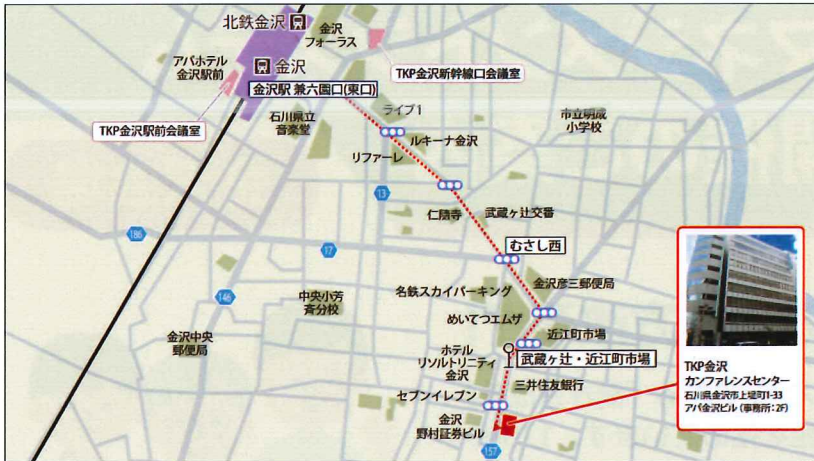 北鉄金沢
金沢
フォーラス
アパホテル
金沢駅前
金沢
TKP金沢新幹線口会議室
金沢駅 兼六園口(東口)
TKP金沢駅前会議室
石川県立
音楽堂
ライブ1
ルキーナ金沢
リファーレ
市立明成
小学校
13
仁随寺
武蔵ヶ辻交番
186
17
むさし西
146
中央小芳
斉分校
名鉄スカイパーキング
金沢彦三郵便局
めいてつエムザ
近江町市場
金沢中央
郵便局
ホテル
リソルトリニティ
金沢
武蔵ヶ辻・近江町市場
三井住友銀行
セブンイレブン
金沢
野村証券ビル
157
TKP金沢
カンファレンスセンター
石川県金沢市上堤町1-33
アパ金沢ビル (事務所:2F)